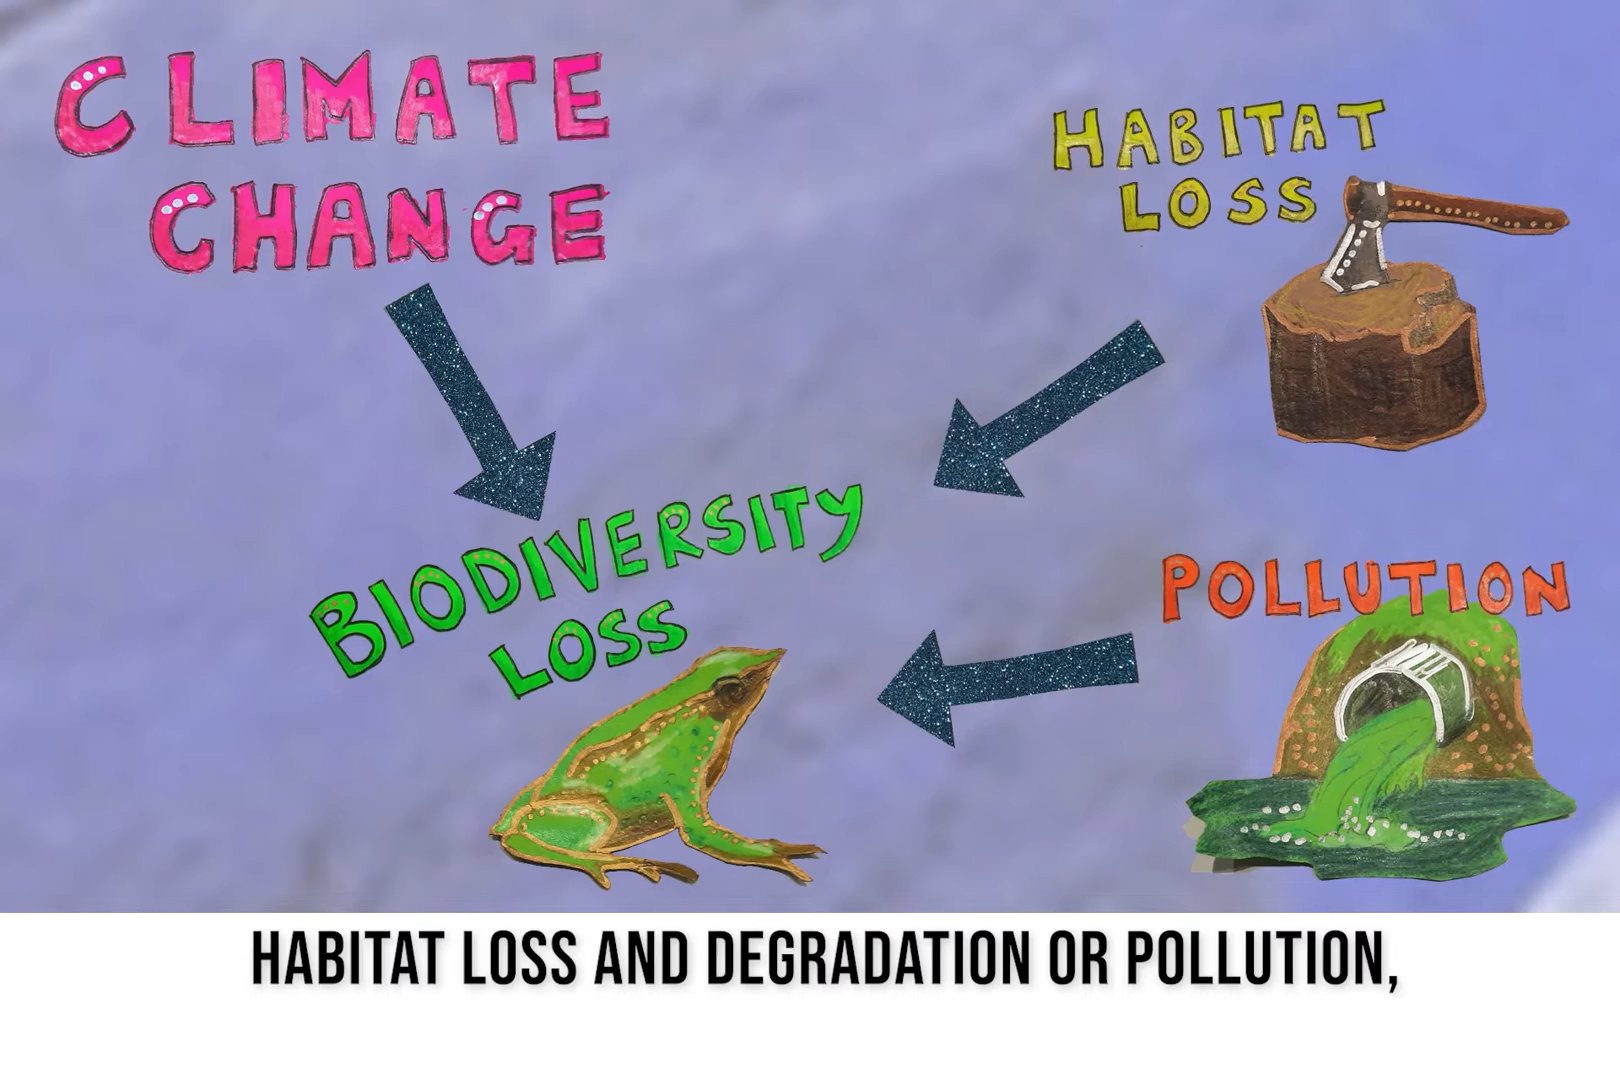 CLIMATE
CHANGE
HABITAT
LOSS
BIODIVERSITY
LOSS
POLLUTION
HABITAT LOSS AND DEGRADATION OR POLLUTION,